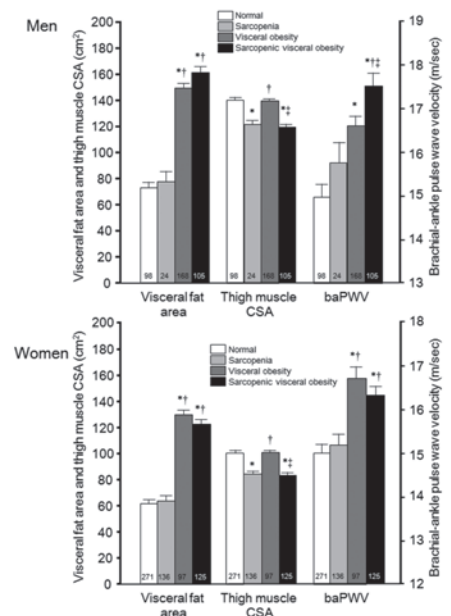 Men
Visceral fat area and thigh muscle CSA (cm²)
200
180
160
140
120
100
80
60
40
20
0
Normal
Sarcopenia
Visceral obesity
Sarcopenic visceral obesity
*†
*†
*
†
*‡
*
*†‡
98 24 168 105
98 24 168 105
98 24 168 105
Visceral fat area
Thigh muscle CSA
baPWV
19
18
17
16
15
14
13
Brachial-ankle pulse wave velocity (m/sec)
Women
Visceral fat area and thigh muscle CSA (cm²)
200
180
160
140
120
100
80
60
40
20
0
Normal
Sarcopenia
Visceral obesity
Sarcopenic visceral obesity
*†
*†
*
†
*‡
*†
*†
271 136 97 125
271 136 97 125
271 136 97 125
Visceral fat area
Thigh muscle CSA
baPWV
18
17
16
15
14
13
12
Brachial-ankle pulse wave velocity (m/sec)